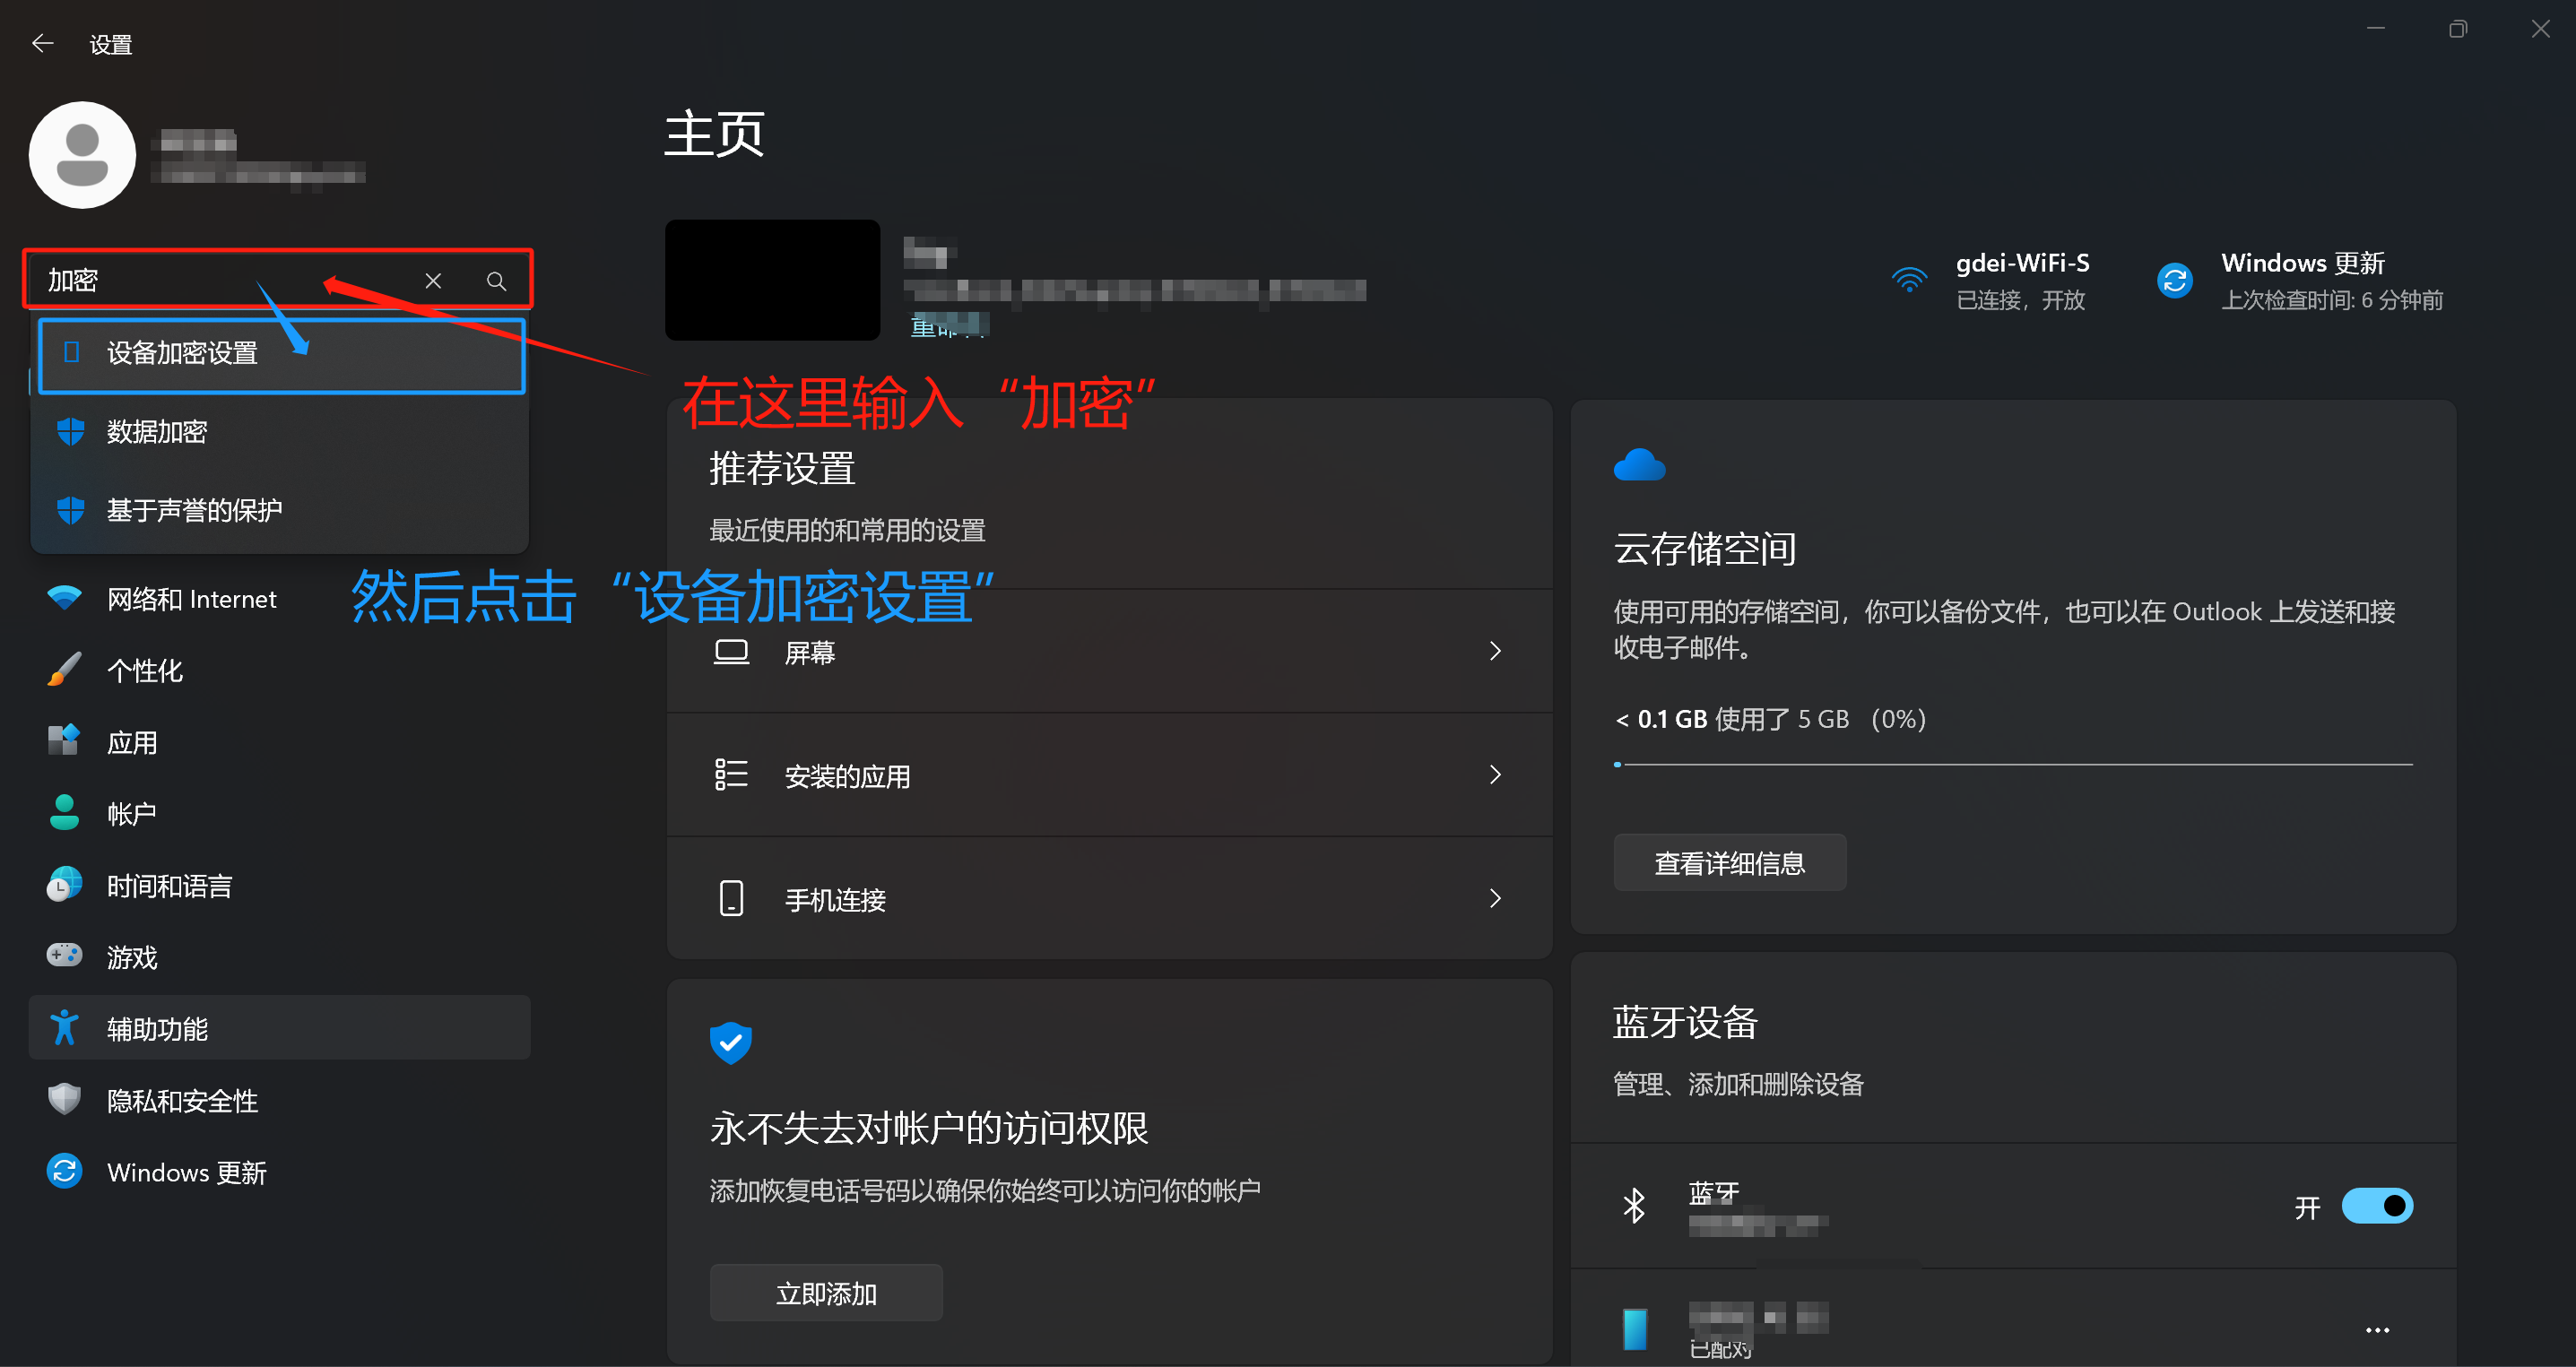 设置
加密
设备加密设置
数据加密
基于声誉的保护
网络和 Internet
个性化
应用
帐户
时间和语言
游戏
辅助功能
隐私和安全性
Windows 更新
主页
gdei-WiFi-S
已连接，开放
Windows 更新
上次检查时间: 6 分钟前
在这里输入“加密”
然后点击“设备加密设置”
推荐设置
最近使用的和常用的设置
屏幕
安装的应用
手机连接
永不失去对帐户的访问权限
添加恢复电话号码以确保你始终可以访问你的帐户
立即添加
云存储空间
使用可用的存储空间，你可以备份文件，也可以在 Outlook 上发送和接
收电子邮件。
< 0.1 GB 使用了 5 GB （0%）
查看详细信息
蓝牙设备
管理、添加和删除设备
蓝牙
开
已配对